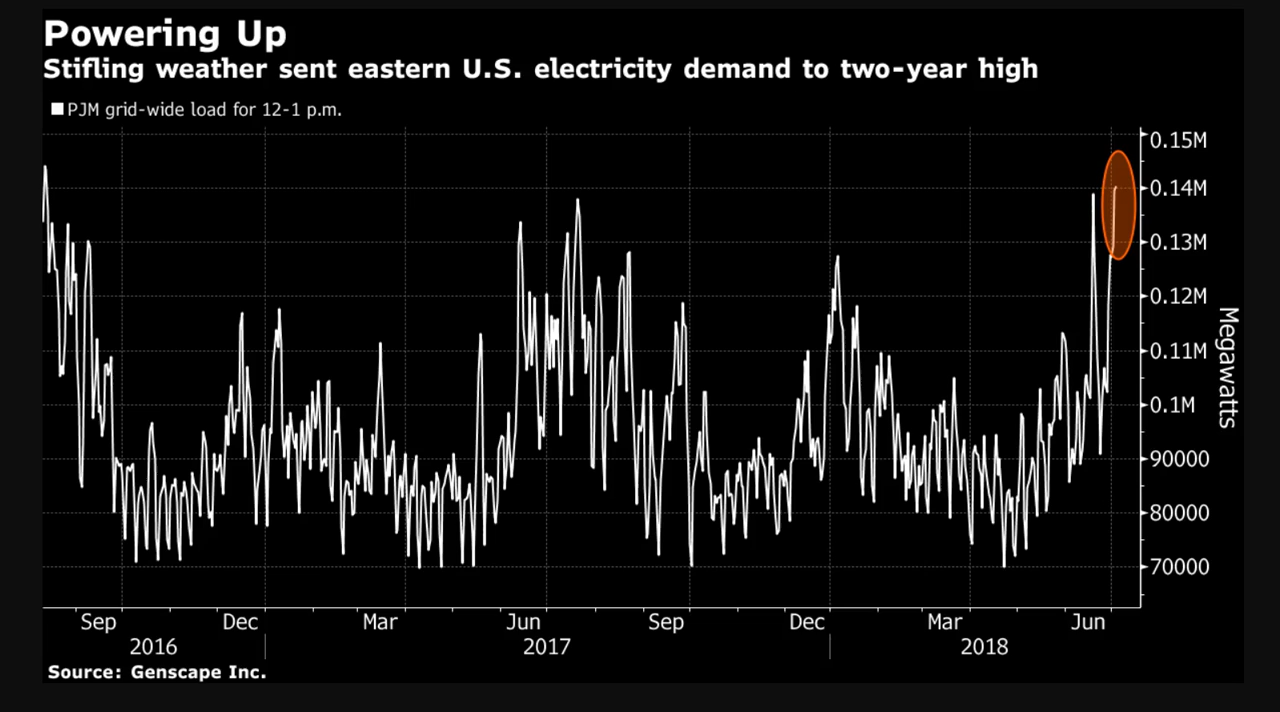 Powering Up
Stifling weather sent eastern U.S. electricity demand to two-year high
PJM grid-wide load for 12-1 p.m.
0.15M
0.14M
0.13M
0.12M
0.11M
0.1M
90000
80000
70000
Megawatts
Sep Dec Mar Jun Sep Dec Mar Jun
2016 2017 2018
Source: Genscape Inc.